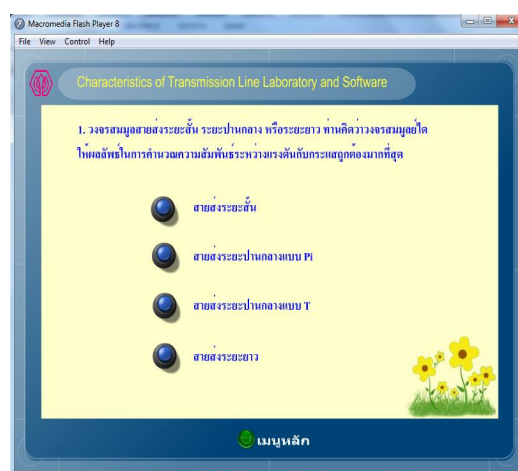 Macromedia Flash Player 8
File View Control Help
Characteristics of Transmission Line Laboratory and Software
1. วงจรสมมูลสายส่งระยะสั้น ระยะปานกลาง หรือระยะยาว ท่านคิดว่าวงจรสมมูลย์ใด
ให้ผลลัพธ์ในการคำนวณความสัมพันธ์ระหว่างแรงดันกับกระแสถูกต้องมากที่สุด
สายส่งระยะสั้น
สายส่งระยะปานกลางแบบ Pi
สายส่งระยะปานกลางแบบ T
สายส่งระยะยาว
เมนูหลัก